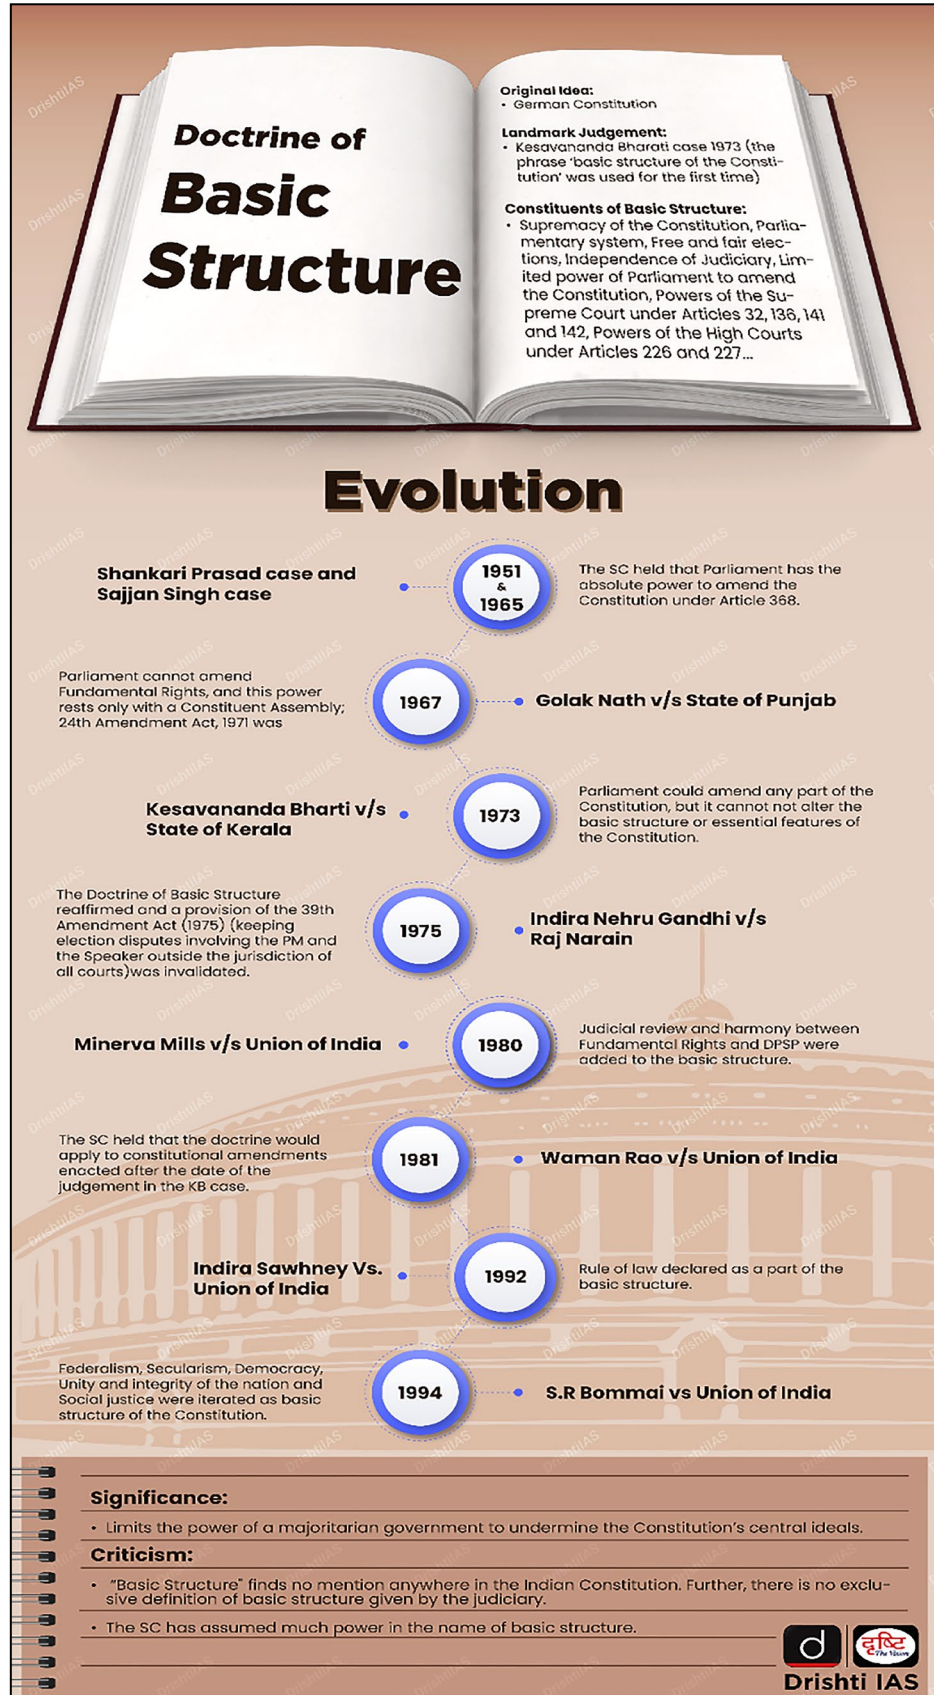 Doctrine of
Basic
Structure
Original Idea:
• German Constitution
Landmark Judgement:
• Kesavananda Bharati case 1973 (the
phrase 'basic structure of the Consti-
tution' was used for the first time)
Constituents of Basic Structure:
• Supremacy of the Constitution, Parlia-
mentary system, Free and fair elec-
tions, Independence of Judiciary, Lim-
ited power of Parliament to amend
the Constitution, Powers of the Su-
preme Court under Articles 32, 136, 141
and 142, Powers of the High Courts
under Articles 226 and 227...
Evolution
Shankari Prasad case and
Sajjan Singh case
1951
&
1965
The SC held that Parliament has the
absolute power to amend the
Constitution under Article 368.
Parliament cannot amend
Fundamental Rights, and this power
rests only with a Constituent Assembly;
24th Amendment Act, 1971 was
1967
Golak Nath v/s State of Punjab
Kesavananda Bharti v/s
State of Kerala
1973
Parliament could amend any part of the
Constitution, but it cannot not alter the
basic structure or essential features of
the Constitution.
The Doctrine of Basic Structure
reaffirmed and a provision of the 39th
Amendment Act (1975) (keeping
election disputes involving the PM and
the Speaker outside the jurisdiction of
all courts)was invalidated.
1975
Indira Nehru Gandhi v/s
Raj Narain
Minerva Mills v/s Union of India
1980
Judicial review and harmony between
Fundamental Rights and DPSP were
added to the basic structure.
The SC held that the doctrine would
apply to constitutional amendments
enacted after the date of the
judgement in the KB case.
1981
Waman Rao v/s Union of India
Indira Sawhney Vs.
Union of India
1992
Rule of law declared as a part of the
basic structure.
Federalism, Secularism, Democracy,
Unity and integrity of the nation and
Social justice were iterated as basic
structure of the Constitution.
1994
S.R Bommai vs Union of India
Significance:
• Limits the power of a majoritarian government to undermine the Constitution's central ideals.
Criticism:
• "Basic Structure" finds no mention anywhere in the Indian Constitution. Further, there is no exclu-
sive definition of basic structure given by the judiciary.
• The SC has assumed much power in the name of basic structure.
d
दृष्टि
The Vision
Drishti IAS